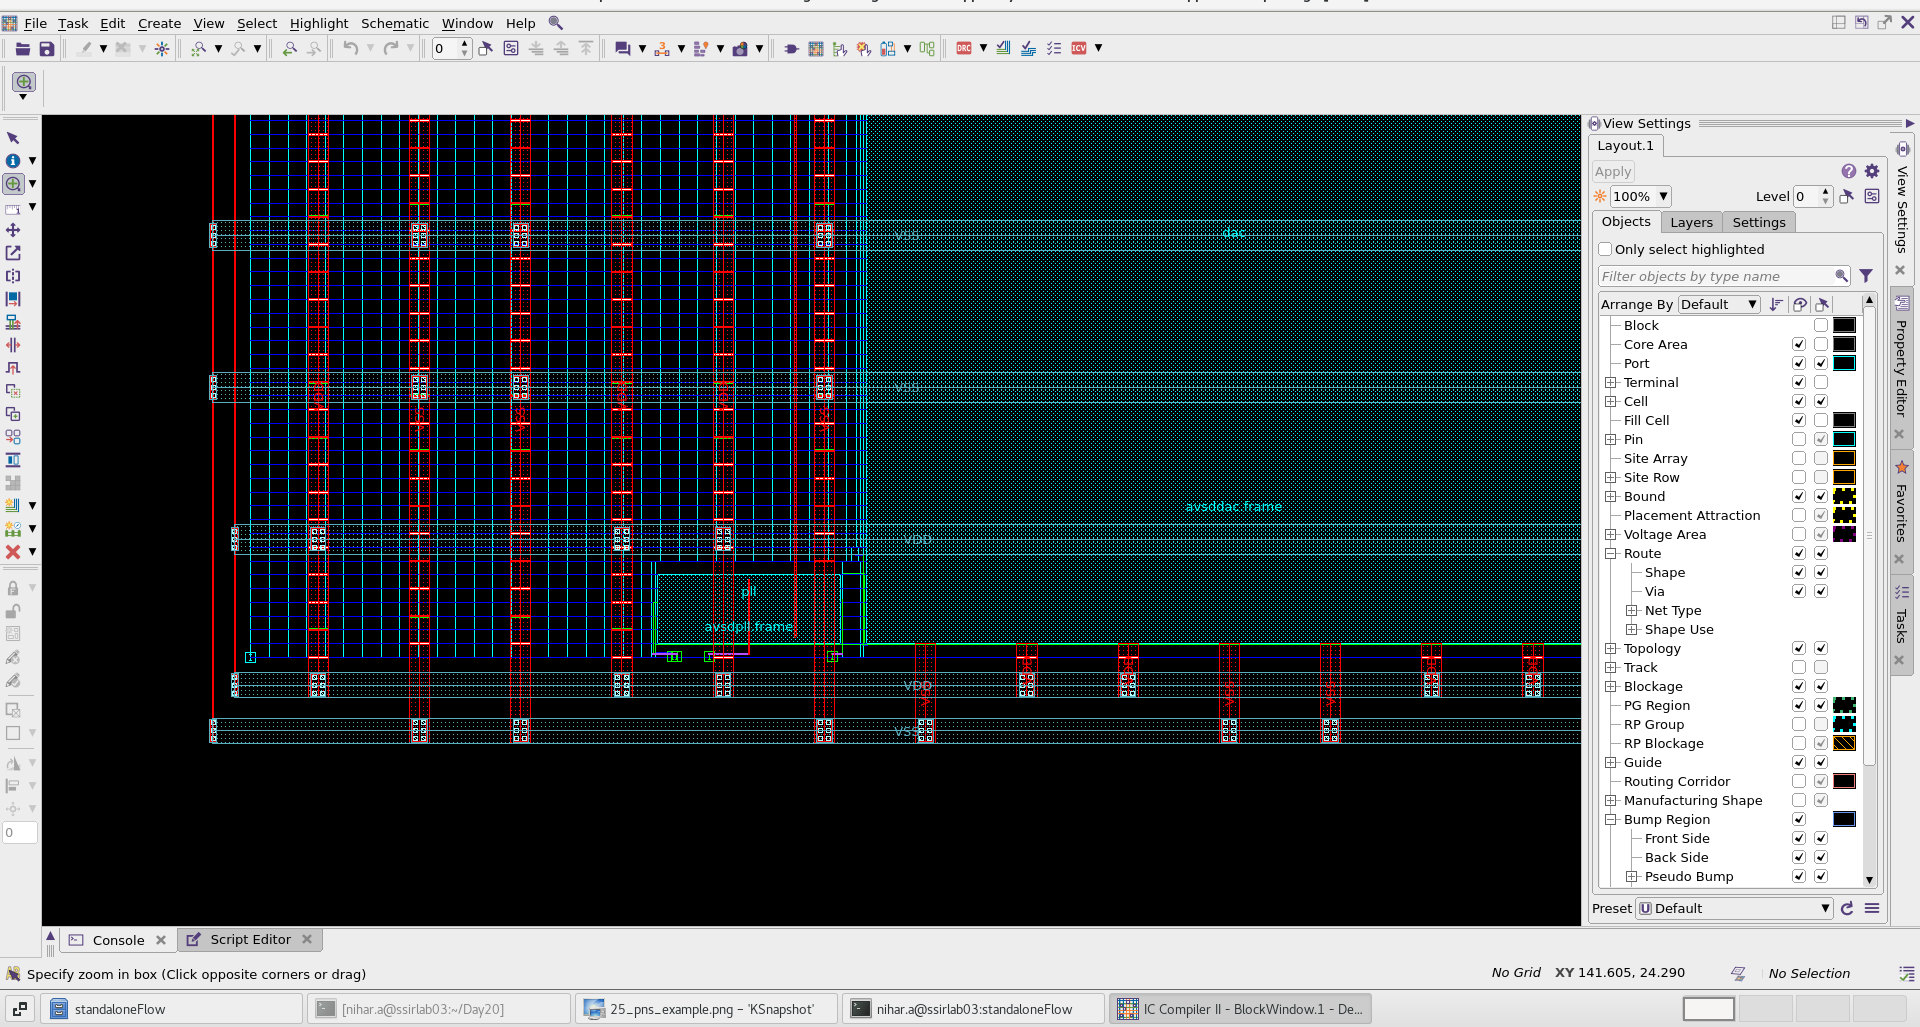 File Task Edit Create View Select Highlight Schematic Window Help
0
DRC
ICV
View Settings
Layout.1
Apply
100%
Level 0
Objects Layers Settings
Only select highlighted
Filter objects by type name
Arrange By Default
Block
Core Area
Port
Terminal
Cell
Fill Cell
Pin
Site Array
Site Row
Bound
Placement Attraction
Voltage Area
Route
Shape
Via
Net Type
Shape Use
Topology
Track
Blockage
PG Region
RP Group
RP Blockage
Guide
Routing Corridor
Manufacturing Shape
Bump Region
Front Side
Back Side
Pseudo Bump
Preset Default
View Settings
Property Editor
Favorites
Tasks
VSS
dac
VSS
avsddac.frame
VDD
pll
avsdpll.frame
VDD
VSS
0
Console
Script Editor
Specify zoom in box (Click opposite corners or drag)
No Grid XY 141.605, 24.290 No Selection
standaloneFlow
[nihar.a@ssirlab03:~/Day20]
25_pns_example.png – 'KSnapshot'
nihar.a@ssirlab03:standaloneFlow
IC Compiler II - BlockWindow.1 - De...